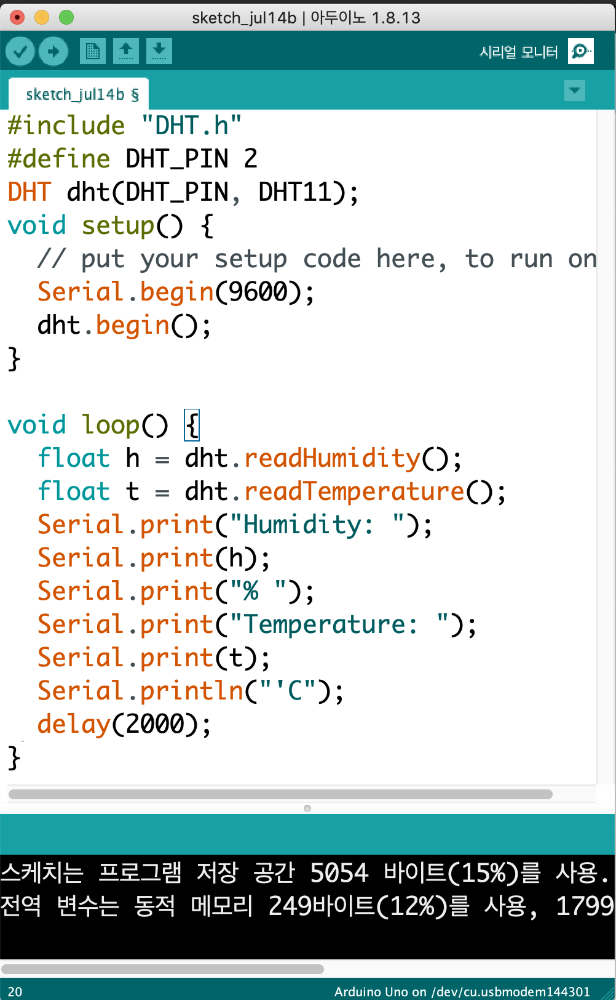 sketch_jul14b | 아두이노 1.8.13
시리얼 모니터
sketch_jul14b §
#include "DHT.h"
#define DHT_PIN 2
DHT dht(DHT_PIN, DHT11);
void setup() {
  // put your setup code here, to run on
  Serial.begin(9600);
  dht.begin();
}
void loop() {
  float h = dht.readHumidity();
  float t = dht.readTemperature();
  Serial.print("Humidity: ");
  Serial.print(h);
  Serial.print("% ");
  Serial.print("Temperature: ");
  Serial.print(t);
  Serial.println("'C");
  delay(2000);
}
스케치는 프로그램 저장 공간 5054 바이트(15%)를 사용.
전역 변수는 동적 메모리 249바이트(12%)를 사용, 1799
20
Arduino Uno on /dev/cu.usbmodem144301